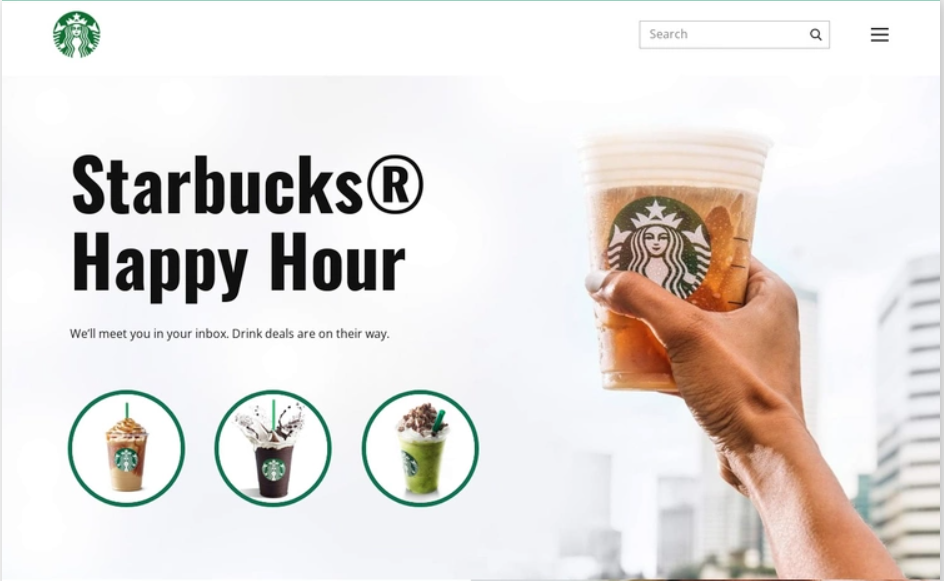 Search
Starbucks®
Happy Hour
We'll meet you in your inbox. Drink deals are on their way.